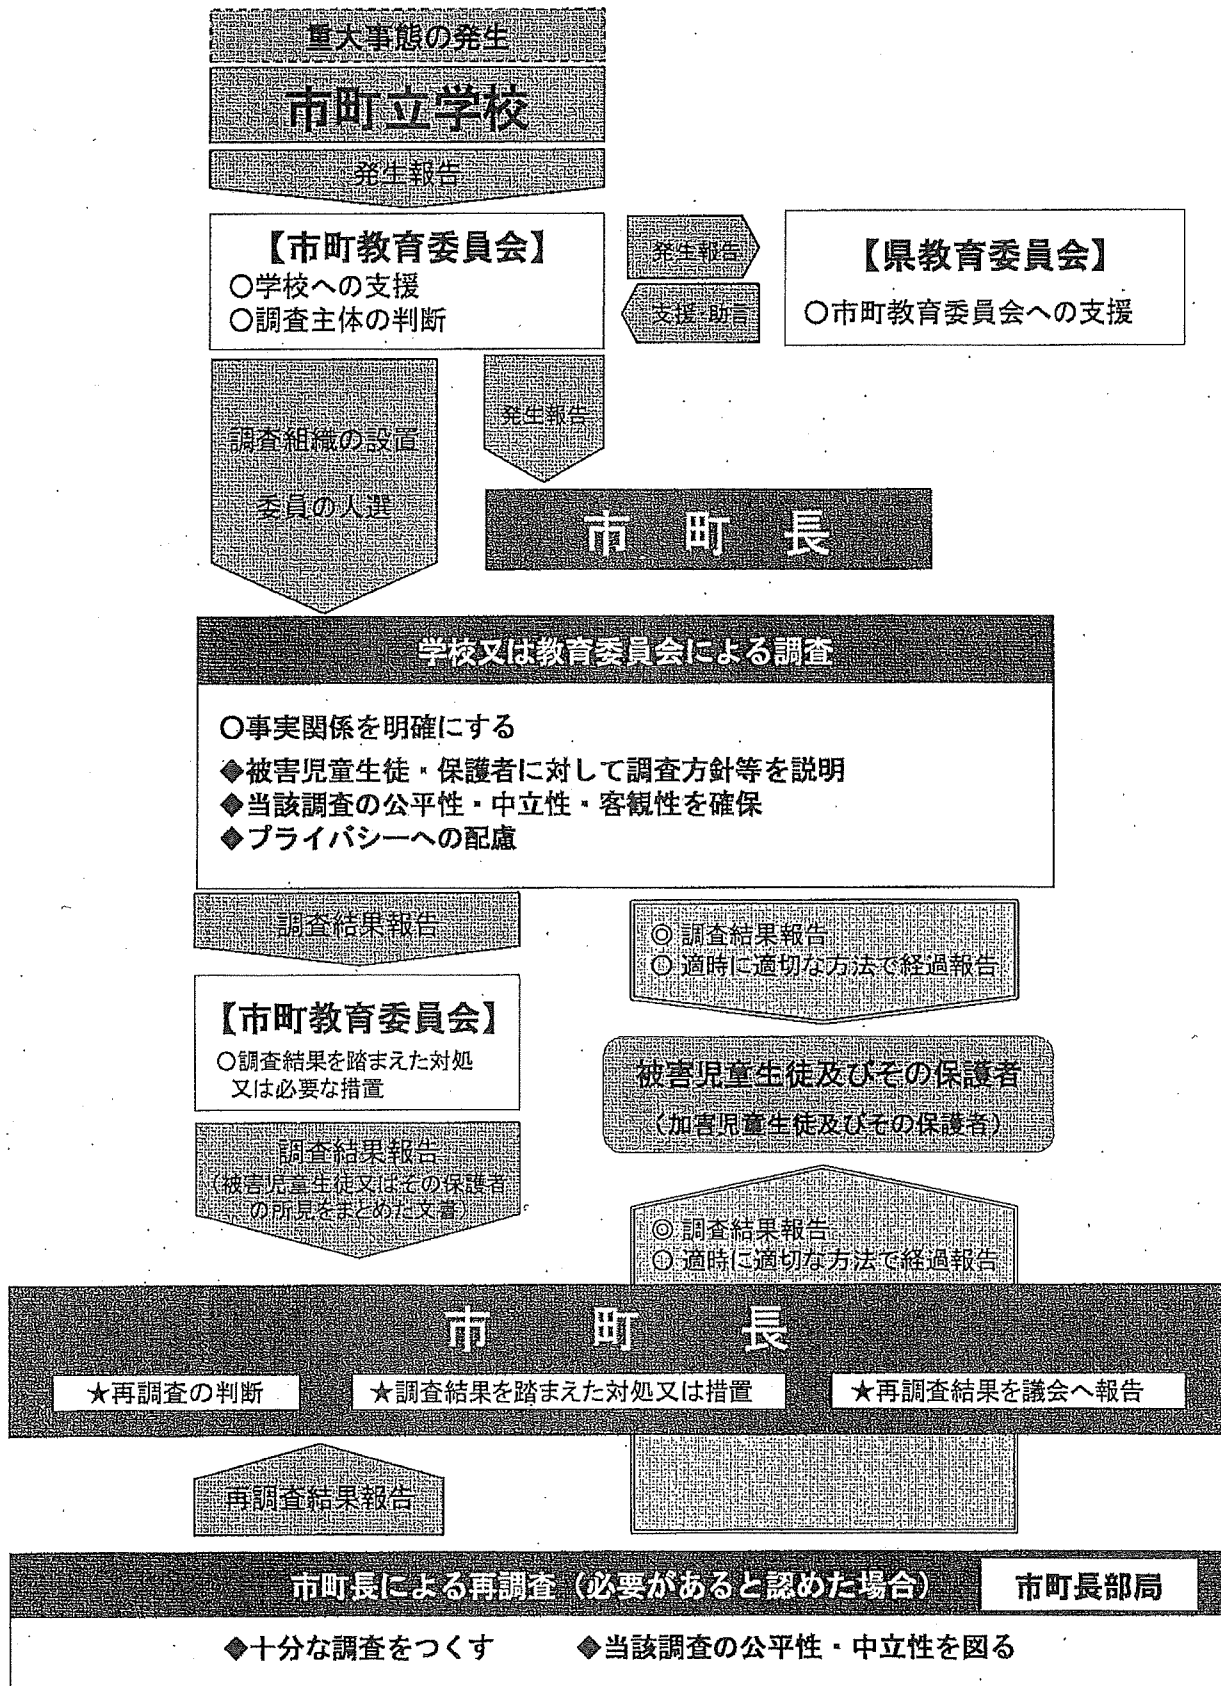 重大事態の発生
市町立学校
発生報告
【市町教育委員会】
○学校への支援
○調査主体の判断
発生報告
支援・助言
【県教育委員会】
○市町教育委員会への支援
調査組織の設置
委員の人選
発生報告
市町長
学校又は教育委員会による調査
○事実関係を明確にする
◆被害児童生徒・保護者に対して調査方針等を説明
◆当該調査の公平性・中立性・客観性を確保
◆プライバシーへの配慮
調査結果報告
◎ 調査結果報告
○ 適時に適切な方法で経過報告
【市町教育委員会】
○調査結果を踏まえた対処
又は必要な措置
被害児童生徒及びその保護者
(加害児童生徒及びその保護者)
調査結果報告
(被害児童生徒又はその保護者
の所見をまとめた文書)
◎ 調査結果報告
○ 適時に適切な方法で経過報告
市町長
★再調査の判断
★調査結果を踏まえた対処又は措置
★再調査結果を議会へ報告
再調査結果報告
市町長による再調査(必要があると認めた場合)
市町長部局
◆十分な調査をつくす
◆当該調査の公平性・中立性を図る